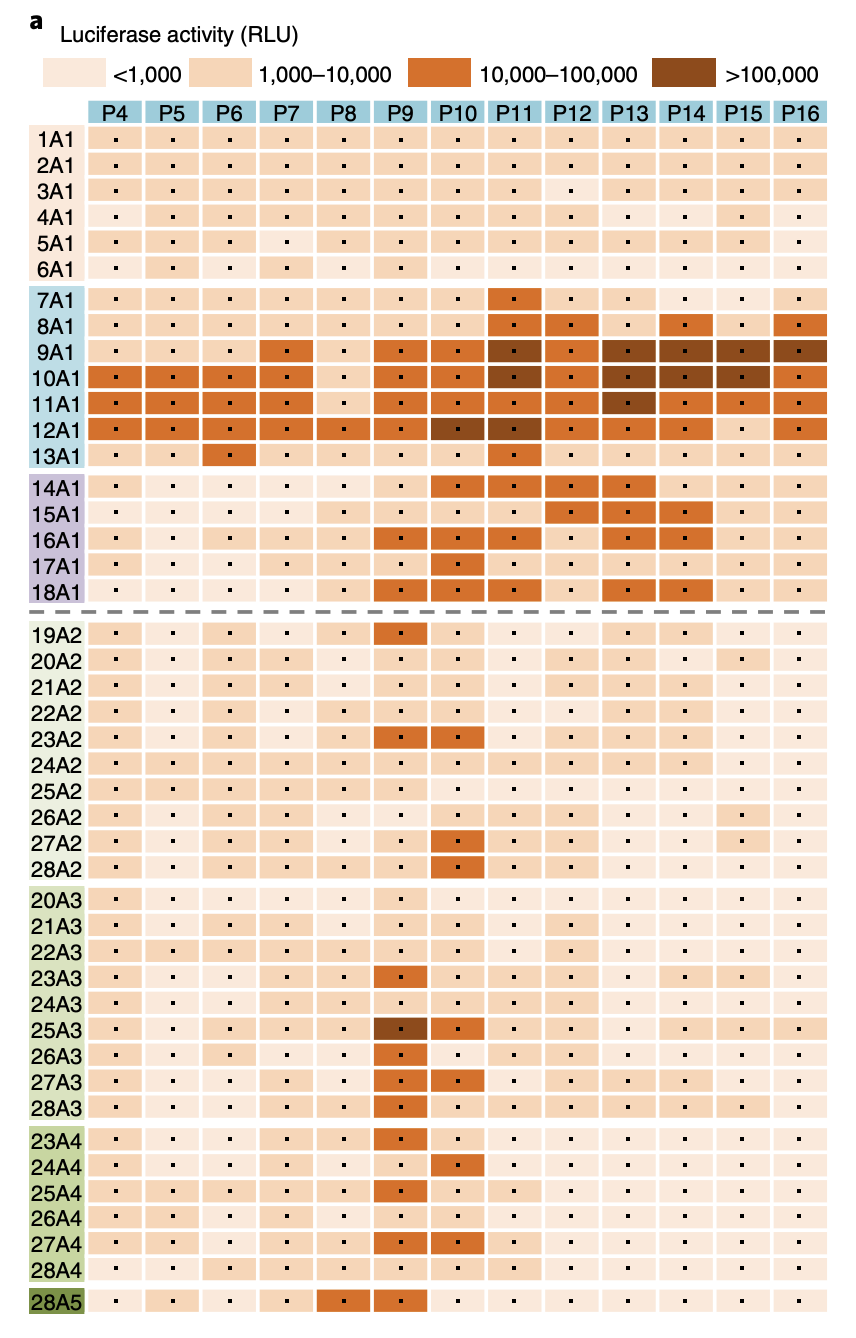 a
Luciferase activity (RLU)
<1,000 1,000–10,000 10,000–100,000 >100,000
P4 P5 P6 P7 P8 P9 P10 P11 P12 P13 P14 P15 P16
1A1
2A1
3A1
4A1
5A1
6A1
7A1
8A1
9A1
10A1
11A1
12A1
13A1
14A1
15A1
16A1
17A1
18A1
19A2
20A2
21A2
22A2
23A2
24A2
25A2
26A2
27A2
28A2
20A3
21A3
22A3
23A3
24A3
25A3
26A3
27A3
28A3
23A4
24A4
25A4
26A4
27A4
28A4
28A5